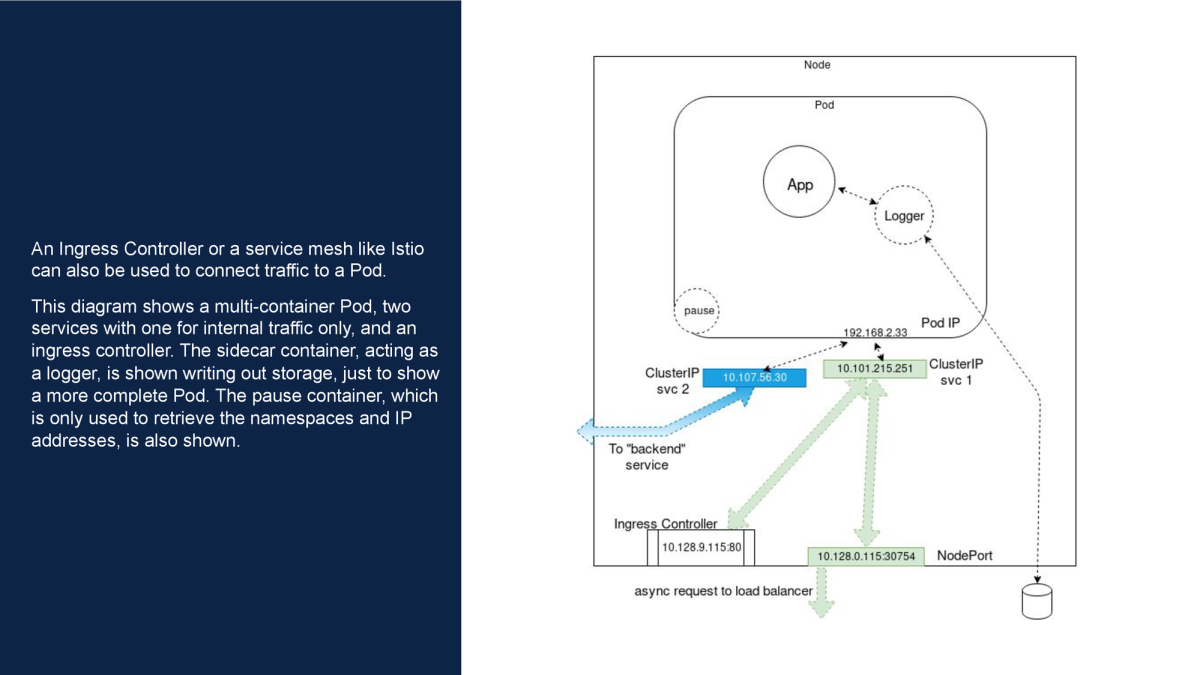 An Ingress Controller or a service mesh like Istio
can also be used to connect traffic to a Pod.
This diagram shows a multi-container Pod, two
services with one for internal traffic only, and an
ingress controller. The sidecar container, acting as
a logger, is shown writing out storage, just to show
a more complete Pod. The pause container, which
is only used to retrieve the namespaces and IP
addresses, is also shown.
Node
Pod
App
Logger
pause
Pod IP
192.168.2.33
ClusterIP
svc 2
10.107.56.30
10.101.215.251
ClusterIP
svc 1
To "backend"
service
Ingress Controller
10.128.9.115:80
10.128.0.115:30754
NodePort
async request to load balancer